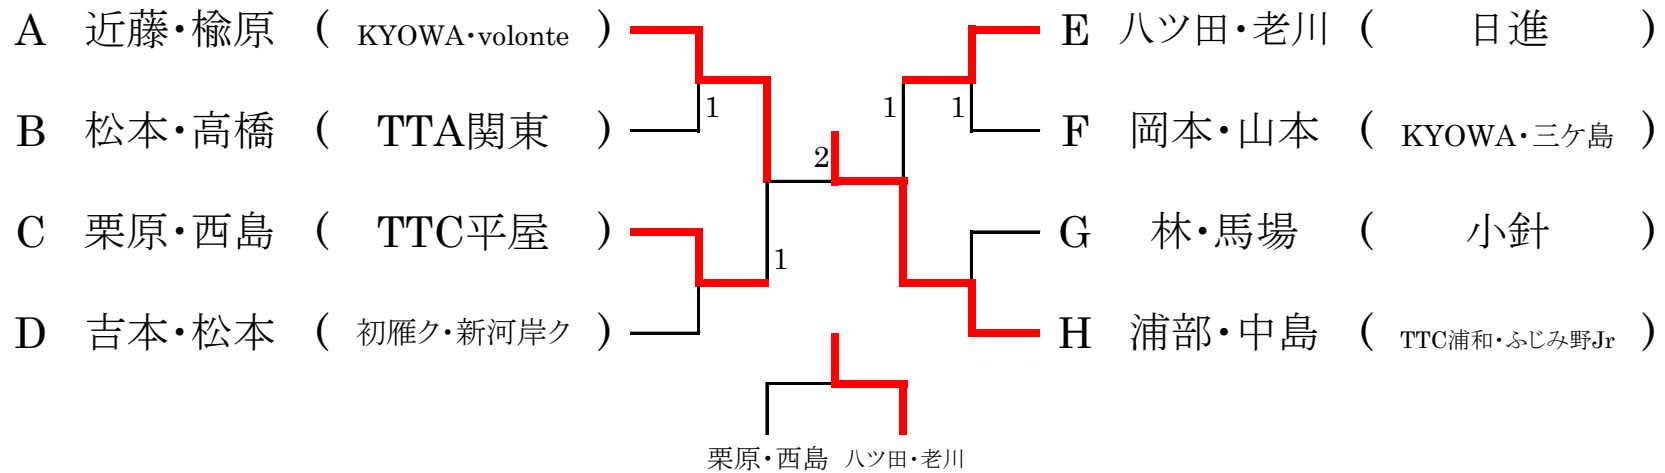 A 近藤・楡原 ( KYOWA・volonte ) E 八ツ田・老川 ( 日進 )
1 1 1
B 松本・高橋 ( TTA関東 ) F 岡本・山本 ( KYOWA・三ケ島 )
2
C 栗原・西島 ( TTC平屋 ) G 林・馬場 ( 小針 )
1
D 吉本・松本 ( 初雁ク・新河岸ク ) H 浦部・中島 ( TTC浦和・ふじみ野Jr )
栗原・西島 八ツ田・老川